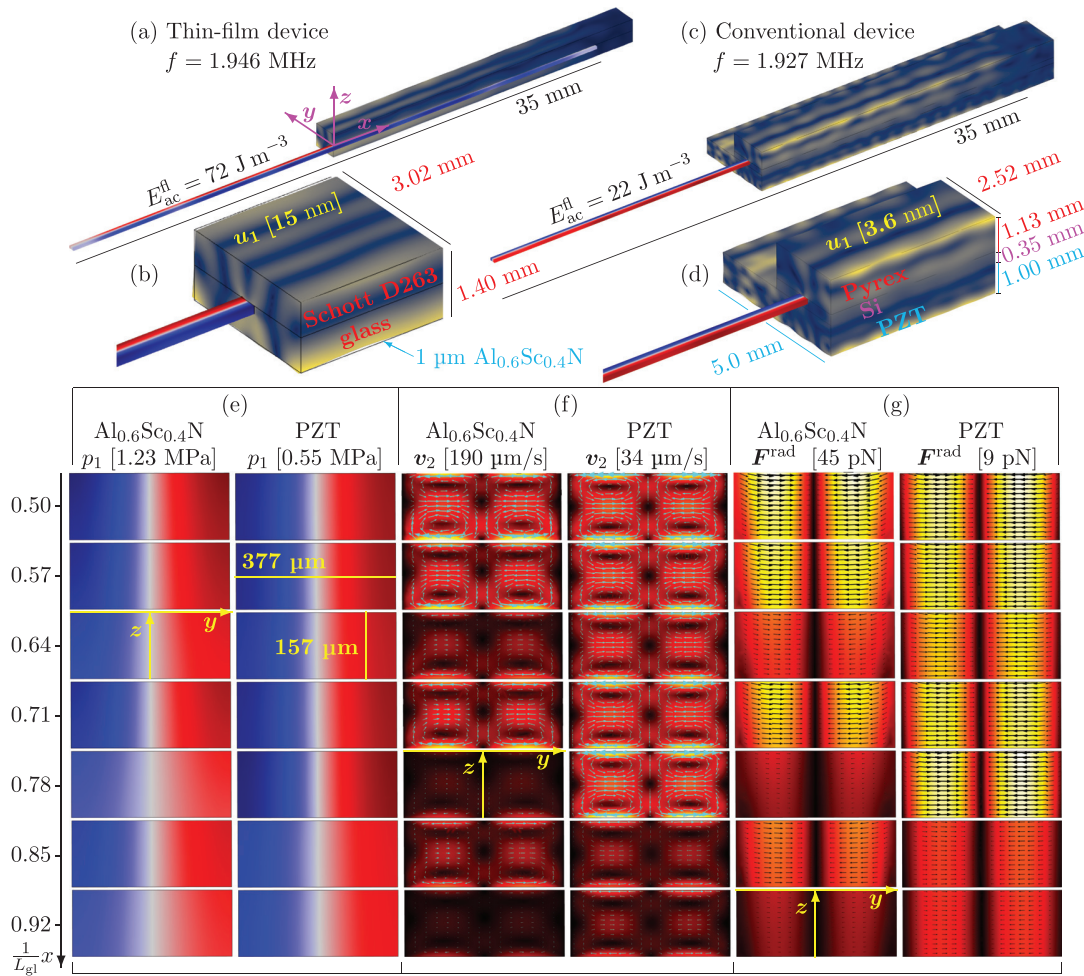 (a) Thin-film device
f = 1.946 MHz
(c) Conventional device
f = 1.927 MHz
z
y
x
35 mm
35 mm
E_ac^fl = 72 J m⁻³
3.02 mm
E_ac^fl = 22 J m⁻³
2.52 mm
u₁ [15 nm]
u₁ [3.6 nm]
1.13 mm
0.35 mm
1.00 mm
(b)
1.40 mm
(d)
Schott D263
glass
Pyrex
Si
PZT
1 µm Al₀.₆Sc₀.₄N
5.0 mm
(e) (f) (g)
Al₀.₆Sc₀.₄N PZT Al₀.₆Sc₀.₄N PZT Al₀.₆Sc₀.₄N PZT
p₁ [1.23 MPa] p₁ [0.55 MPa] v₂ [190 µm/s] v₂ [34 µm/s] F^rad [45 pN] F^rad [9 pN]
0.50
0.57
377 µm
y
0.64
z
157 µm
0.71
y
0.78
z
0.85
y
0.92
z
1/L_gl x